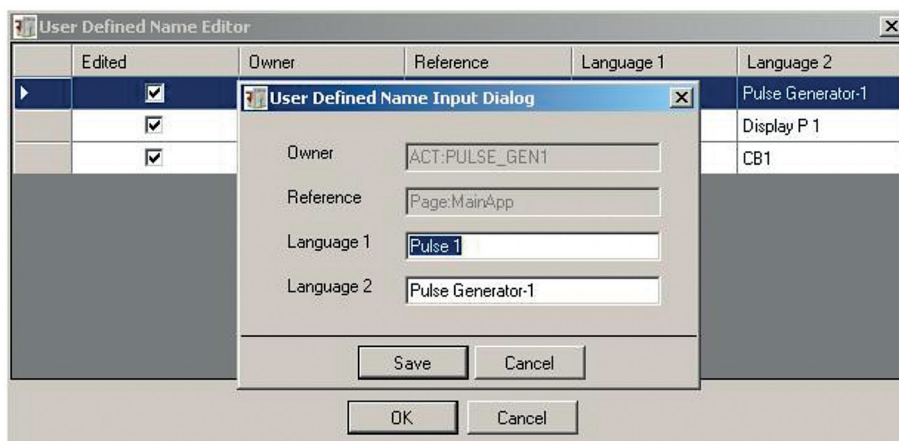 User Defined Name Editor
Edited Owner Reference Language 1 Language 2
Pulse Generator-1
Display P 1
CB1
User Defined Name Input Dialog
Owner ACT:PULSE_GEN1
Reference Page:MainApp
Language 1 Pulse 1
Language 2 Pulse Generator-1
Save Cancel
OK Cancel